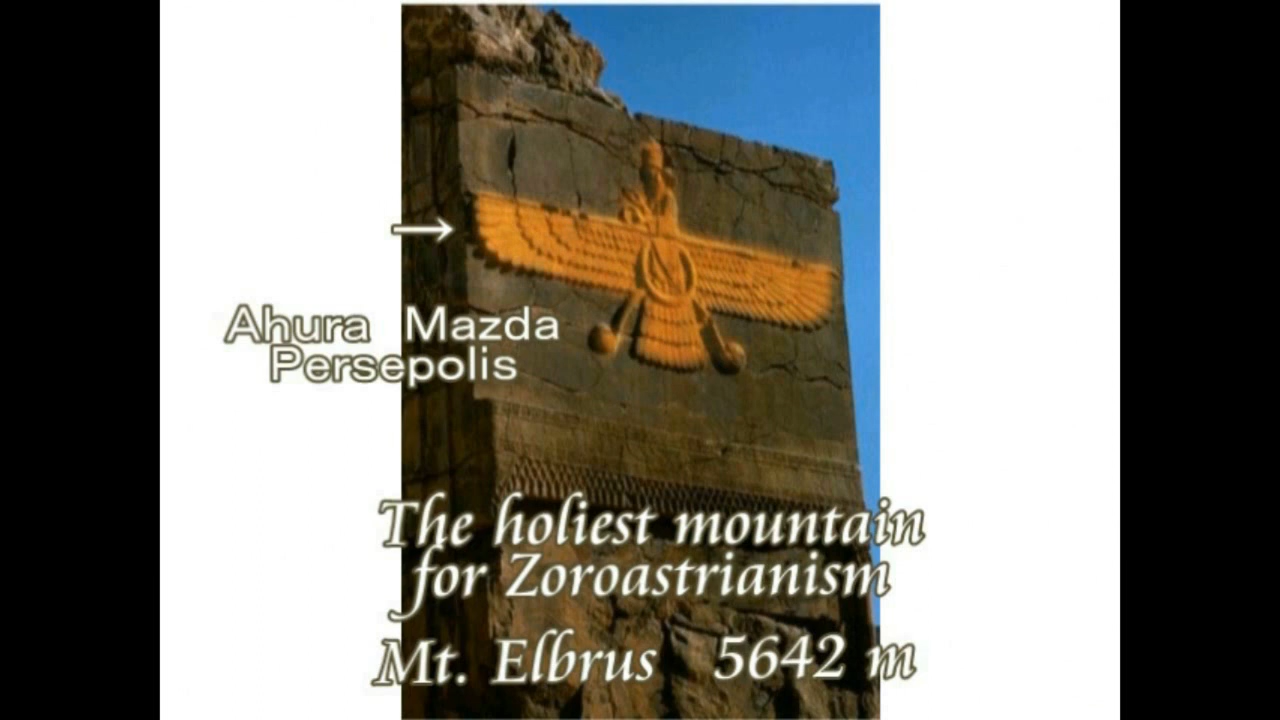 Ahura Mazda
Persepolis
The holiest mountain
for Zoroastrianism
Mt. Elbrus 5642 m